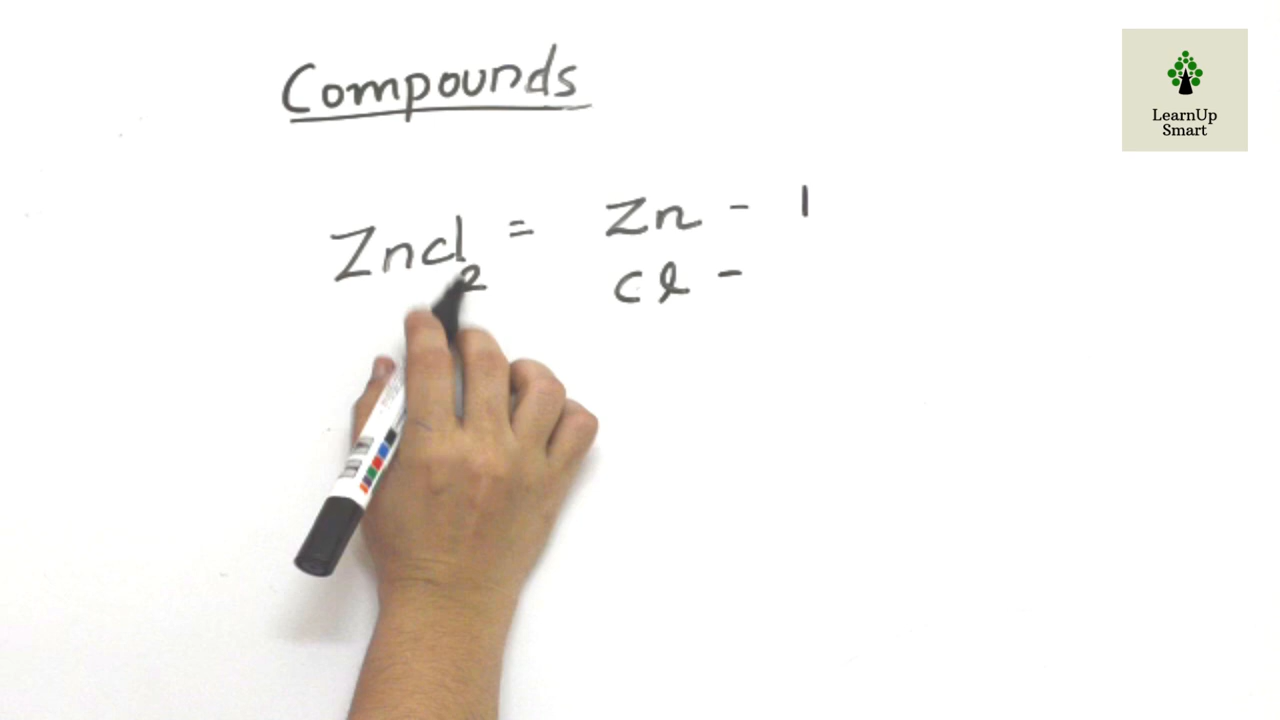 Compounds
Zncl₂ = Zn - 1
Cl -
LearnUp
Smart